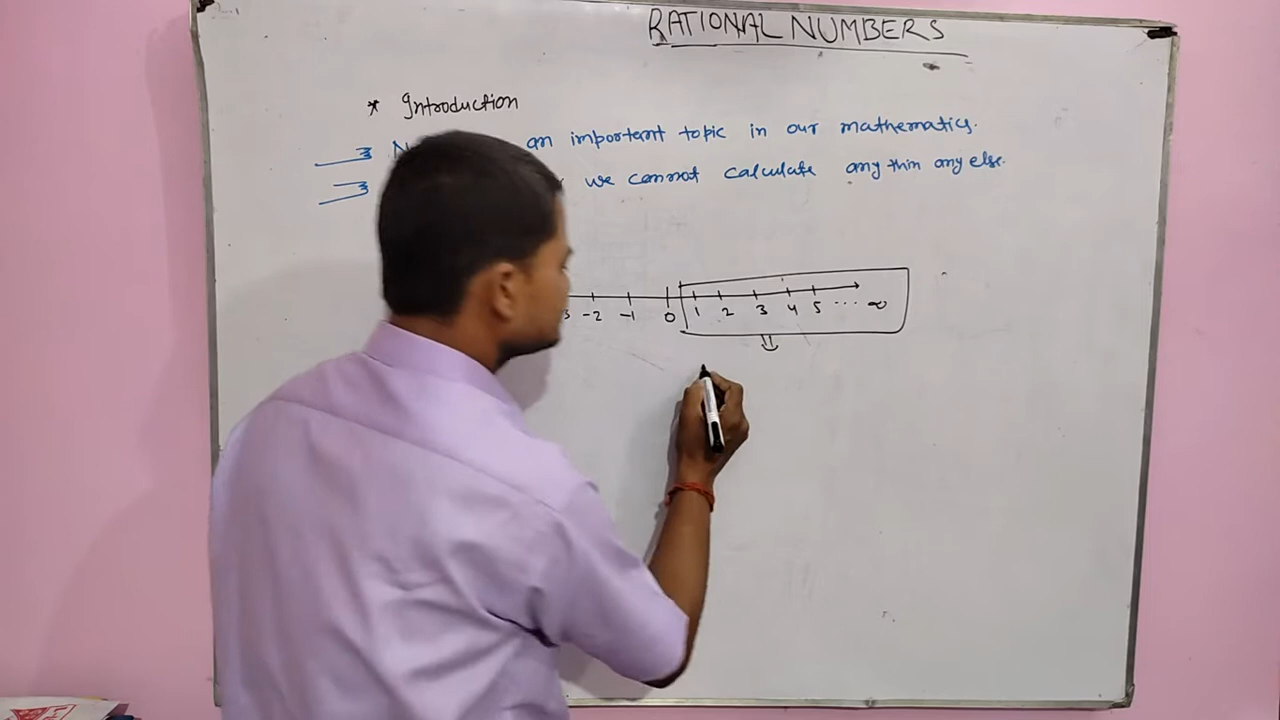 RATIONAL NUMBERS
* Introduction
an important topic in our mathematics.
we cannot calculate any thin any else.
-2 -1 0 1 2 3 4 5 ... ∞